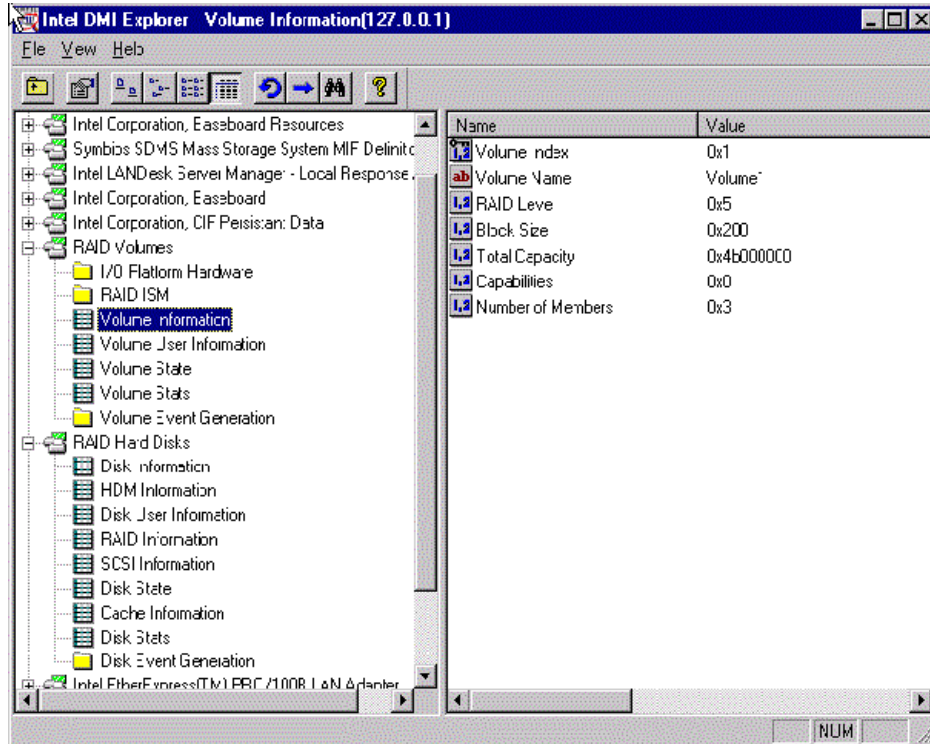 Intel DMI Explorer Volume Information(127.0.0.1)
File View Help
Intel Corporation, Baseboard Resources
Symbios SDMS Mass Storage System MIF Definitc
Intel LANDesk Server Manager - Local Response
Intel Corporation, Baseboard
Intel Corporation, CIF Persistant Data
RAID Volumes
I/O Platform Hardware
RAID ISM
Volume Information
Volume User Information
Volume State
Volume Stats
Volume Event Generation
RAID Hard Disks
Disk Information
HDM Information
Disk User Information
RAID Information
SCSI Information
Disk State
Cache Information
Disk Stats
Disk Event Generation
Intel EtherExpress(TM) PRO/100B LAN Adapter
Name Value
Volume Index 0x1
Volume Name Volume1
RAID Level 0x5
Block Size 0x200
Total Capacity 0x4b000000
Capabilities 0x0
Number of Members 0x3
NUM